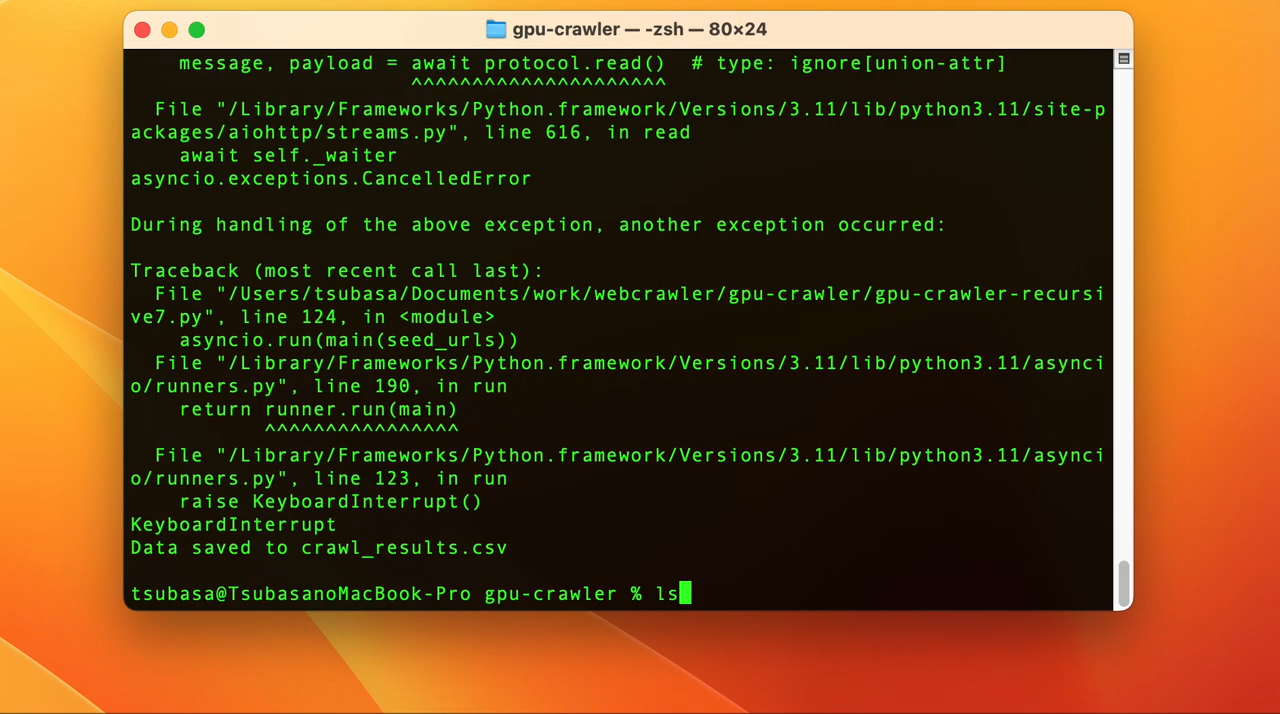 gpu-crawler — -zsh — 80×24
message, payload = await protocol.read()  # type: ignore[union-attr]
^^^^^^^^^^^^^^^^^^^^^
File "/Library/Frameworks/Python.framework/Versions/3.11/lib/python3.11/site-p
ackages/aiohttp/streams.py", line 616, in read
await self._waiter
asyncio.exceptions.CancelledError
During handling of the above exception, another exception occurred:
Traceback (most recent call last):
File "/Users/tsubasa/Documents/work/webcrawler/gpu-crawler/gpu-crawler-recursi
ve7.py", line 124, in <module>
asyncio.run(main(seed_urls))
File "/Library/Frameworks/Python.framework/Versions/3.11/lib/python3.11/asynci
o/runners.py", line 190, in run
return runner.run(main)
^^^^^^^^^^^^^^^^
File "/Library/Frameworks/Python.framework/Versions/3.11/lib/python3.11/asynci
o/runners.py", line 123, in run
raise KeyboardInterrupt()
KeyboardInterrupt
Data saved to crawl_results.csv
tsubasa@TsubasanoMacBook-Pro gpu-crawler % ls